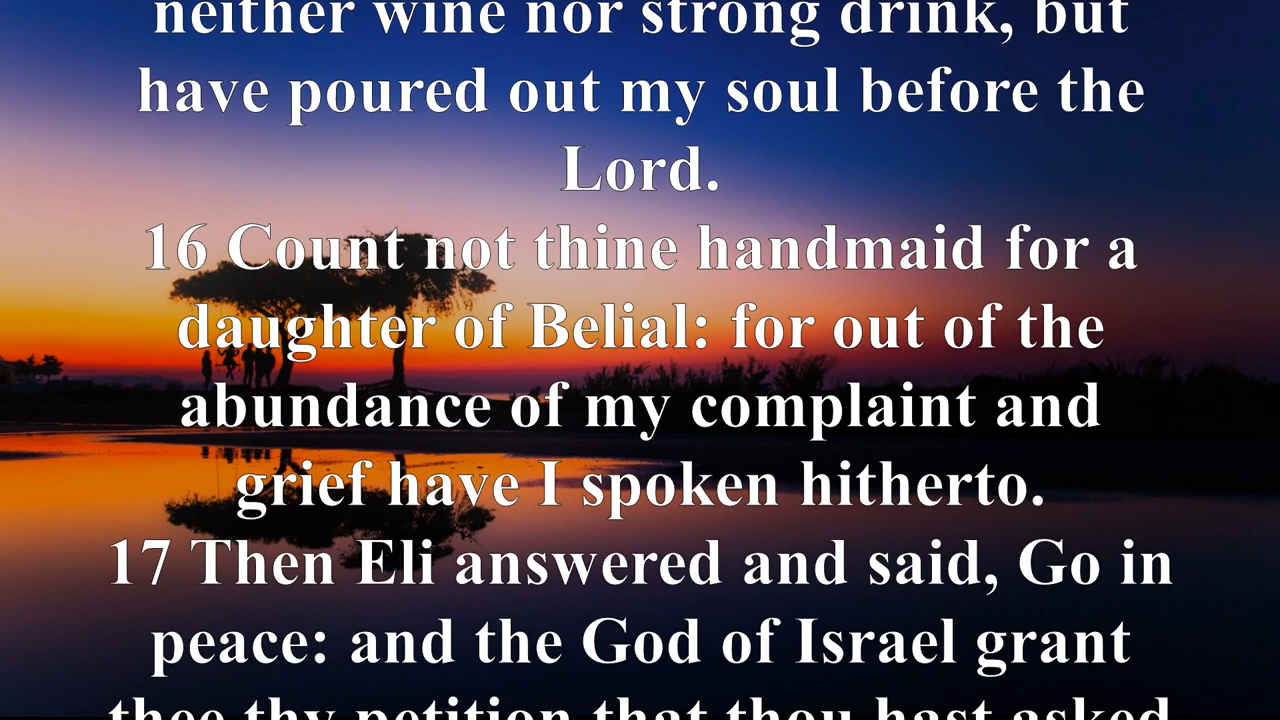 neither wine nor strong drink, but
have poured out my soul before the
Lord.
16 Count not thine handmaid for a
daughter of Belial: for out of the
abundance of my complaint and
grief have I spoken hitherto.
17 Then Eli answered and said, Go in
peace: and the God of Israel grant
thee thy petition that thou hast asked